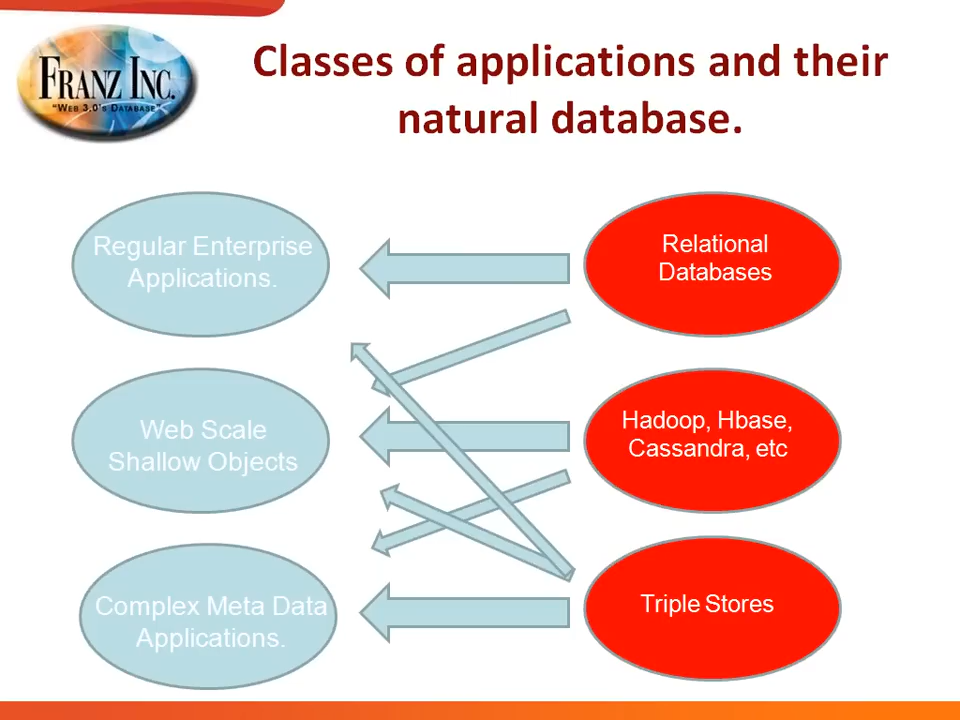 FRANZ INC.
"WEB 3.0'S DATABASE"
Classes of applications and their
natural database.
Regular Enterprise
Applications.
Relational
Databases
Web Scale
Shallow Objects
Hadoop, Hbase,
Cassandra, etc
Complex Meta Data
Applications.
Triple Stores